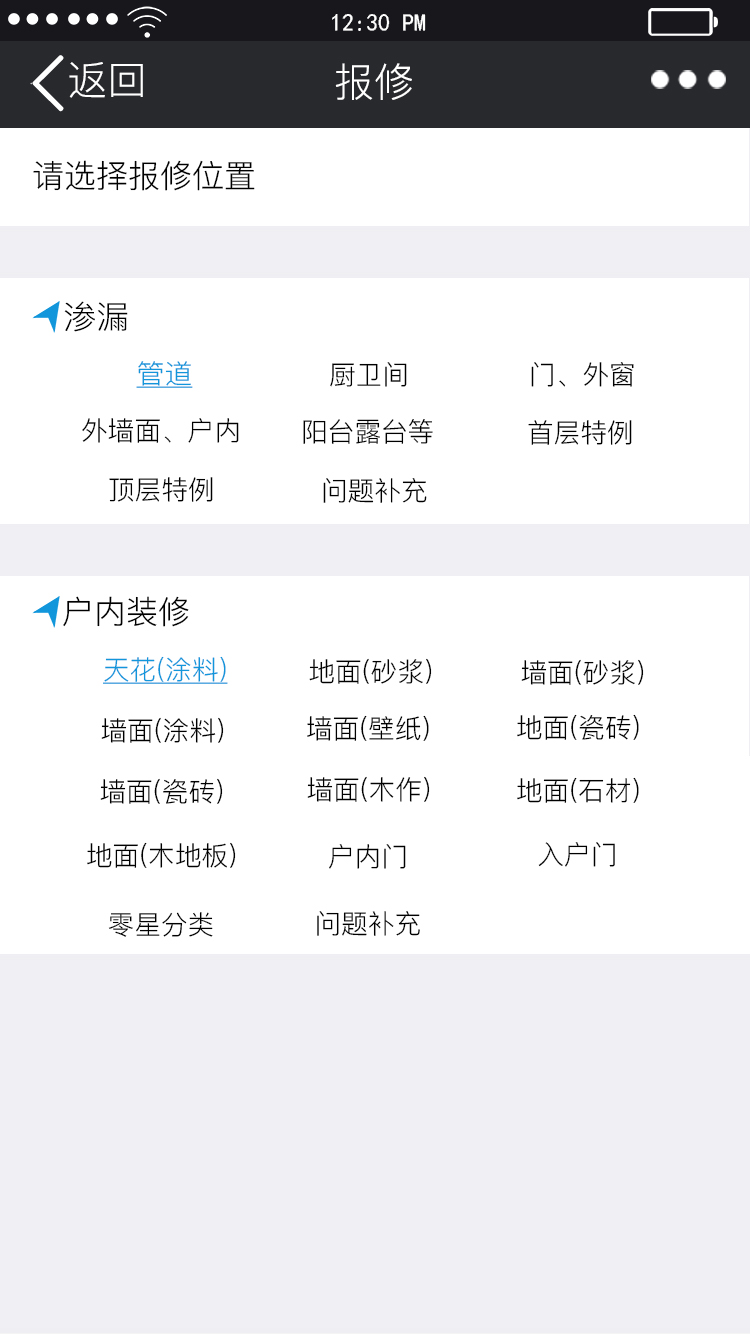 12:30 PM
返回 报修
请选择报修位置
渗漏
管道 厨卫间 门、外窗
外墙面、户内 阳台露台等 首层特例
顶层特例 问题补充
户内装修
天花(涂料) 地面(砂浆) 墙面(砂浆)
墙面(涂料) 墙面(壁纸) 地面(瓷砖)
墙面(瓷砖) 墙面(木作) 地面(石材)
地面(木地板) 户内门 入户门
零星分类 问题补充